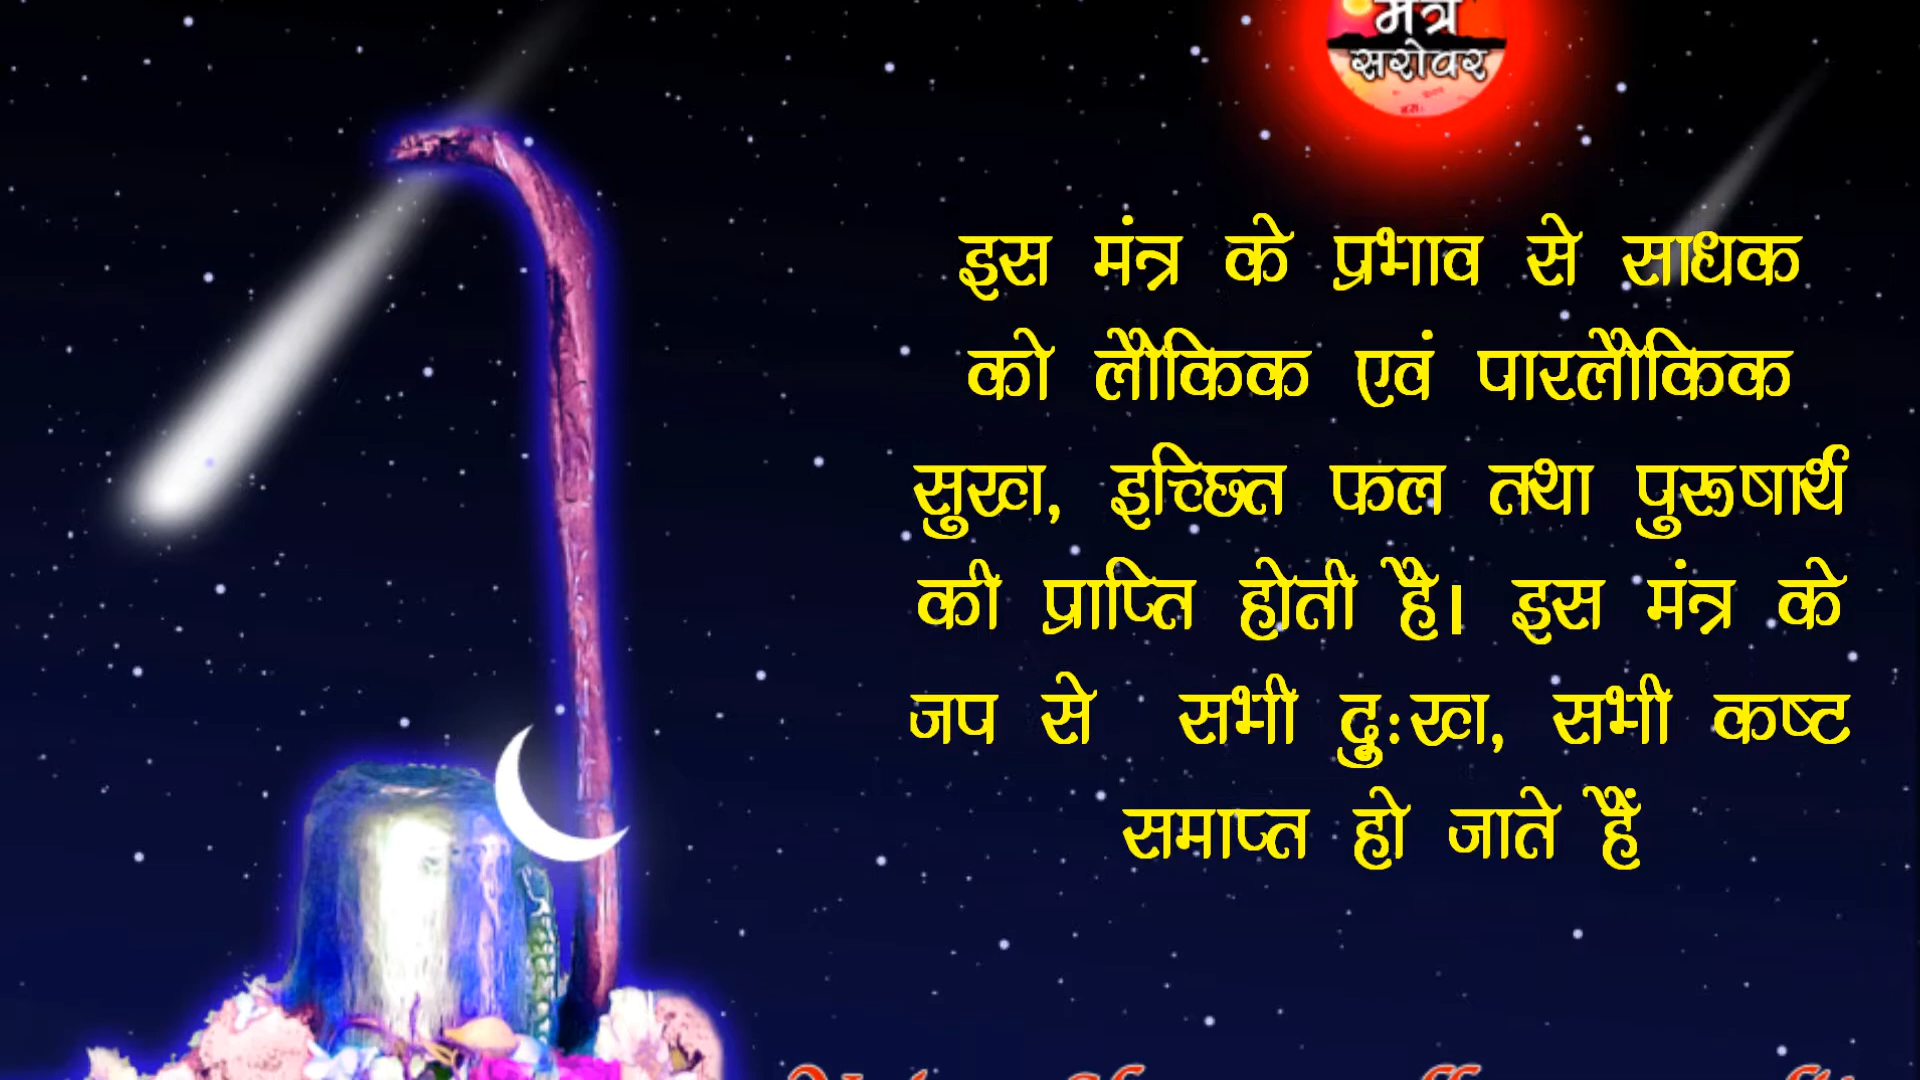 मंत्र
सरोवर
इस मंत्र के प्रभाव से साधक
को लौकिक एवं पारलौकिक
सुख, इच्छित फल तथा पुरूषार्थ
की प्राप्ति होती है। इस मंत्र के
जप से सभी दुःख, सभी कष्ट
समाप्त हो जाते हैं